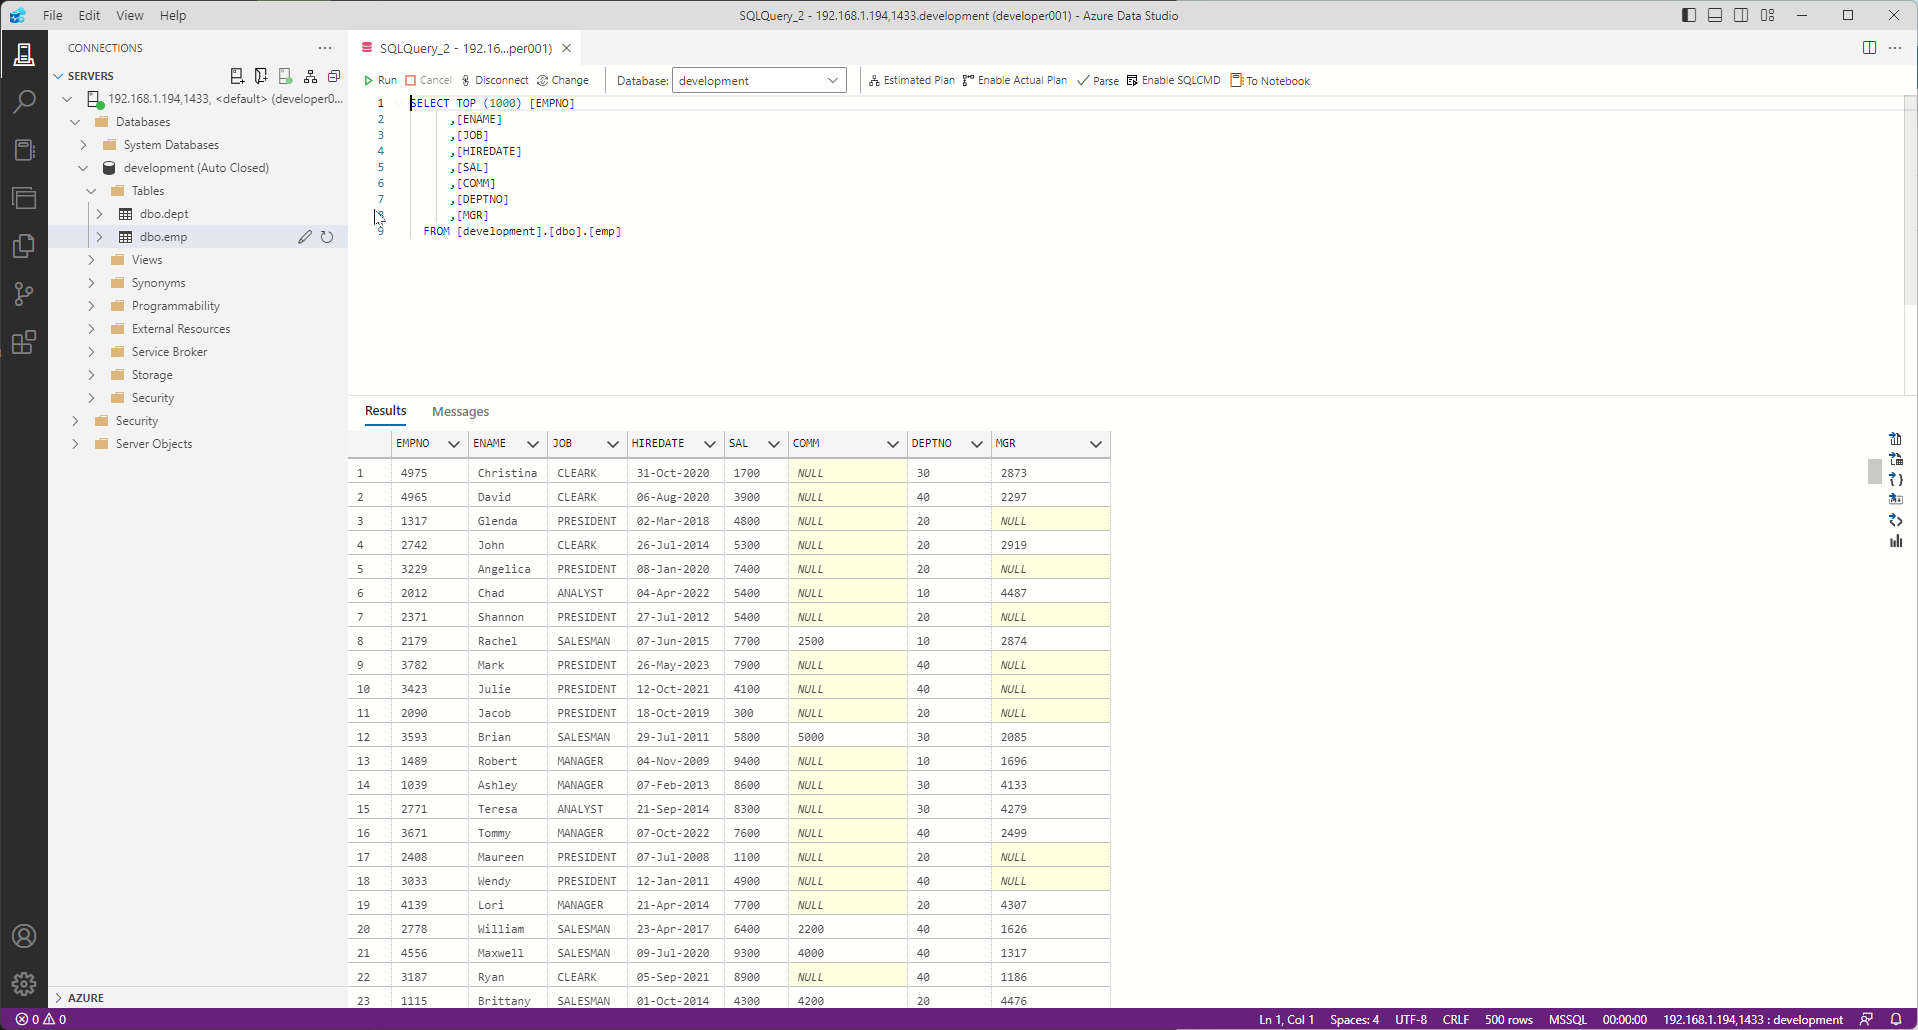 File Edit View Help
SQLQuery_2 - 192.168.1.194,1433.development (developer001) - Azure Data Studio
CONNECTIONS
SERVERS
192.168.1.194,1433, <default> (develop0...
Databases
System Databases
development (Auto Closed)
Tables
dbo.dept
dbo.emp
Views
Synonyms
Programmability
External Resources
Service Broker
Storage
Security
Security
Server Objects
AZURE
SQLQuery_2 - 192.16...per001)
Run Cancel Disconnect Change Database: development Estimated Plan Enable Actual Plan Parse Enable SQLCMD To Notebook
1 SELECT TOP (1000) [EMPNO]
2 ,[ENAME]
3 ,[JOB]
4 ,[HIREDATE]
5 ,[SAL]
6 ,[COMM]
7 ,[DEPTNO]
8 ,[MGR]
9 FROM [development].[dbo].[emp]
Results Messages
EMPNO ENAME JOB HIREDATE SAL COMM DEPTNO MGR
1 4975 Christina CLEARK 31-Oct-2020 1700 NULL 30 2873
2 4965 David CLEARK 06-Aug-2020 3900 NULL 40 2297
3 1317 Glenda PRESIDENT 02-Mar-2018 4800 NULL 20 NULL
4 2742 John CLEARK 26-Jul-2014 5300 NULL 20 2919
5 3229 Angelica PRESIDENT 08-Jan-2020 7400 NULL 20 NULL
6 2012 Chad ANALYST 04-Apr-2022 5400 NULL 10 4487
7 2371 Shannon PRESIDENT 27-Jul-2012 5400 NULL 20 NULL
8 2179 Rachel SALESMAN 07-Jun-2015 7700 2500 10 2874
9 3782 Mark PRESIDENT 26-May-2023 7900 NULL 40 NULL
10 3423 Julie PRESIDENT 12-Oct-2021 4100 NULL 40 NULL
11 2090 Jacob PRESIDENT 18-Oct-2019 300 NULL 20 NULL
12 3593 Brian SALESMAN 29-Jul-2011 5800 5000 30 2085
13 1489 Robert MANAGER 04-Nov-2009 9400 NULL 10 1696
14 1039 Ashley MANAGER 07-Feb-2013 8600 NULL 30 4133
15 2771 Teresa ANALYST 21-Sep-2014 8300 NULL 30 4279
16 3671 Tommy MANAGER 07-Oct-2022 7600 NULL 40 2499
17 2408 Maureen PRESIDENT 07-Jul-2008 1100 NULL 20 NULL
18 3033 Wendy PRESIDENT 12-Jan-2011 4900 NULL 40 NULL
19 4139 Lori MANAGER 21-Apr-2014 7700 NULL 20 4307
20 2778 William SALESMAN 23-Apr-2017 6400 2200 40 1626
21 4556 Maxwell SALESMAN 09-Jul-2020 9300 4000 40 1317
22 3187 Ryan CLEARK 05-Sep-2021 8900 NULL 40 1186
23 1115 Brittany SALESMAN 01-Oct-2014 4300 4200 20 4476
0 0 Ln 1, Col 1 Spaces: 4 UTF-8 CRLF 500 rows MSSQL 00:00:00 192.168.1.194,1433 : development